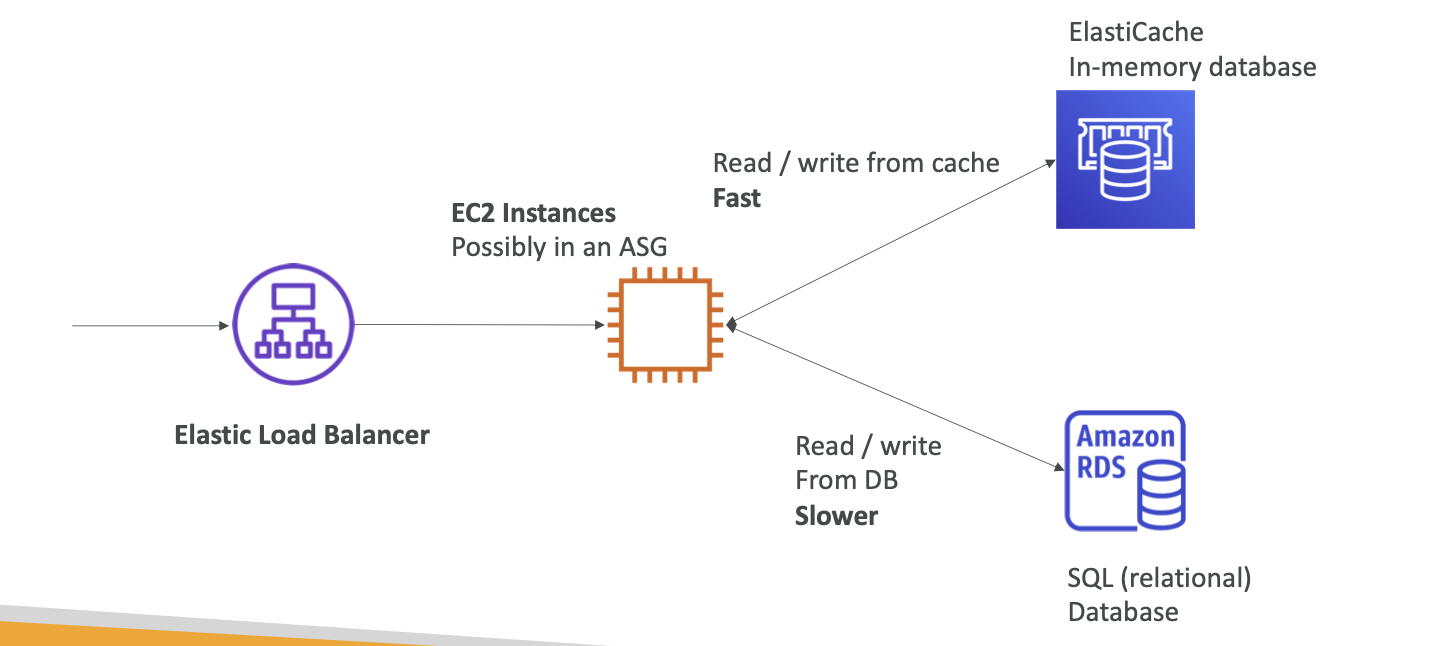 ElastiCache
In-memory database
Read / write from cache
Fast
EC2 Instances
Possibly in an ASG
Elastic Load Balancer
Read / write
From DB
Slower
Amazon
RDS
SQL (relational)
Database